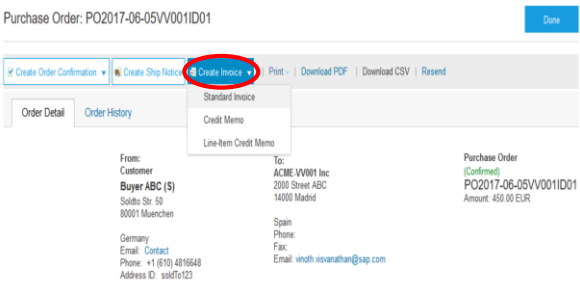 Purchase Order: PO2017-06-05VV001ID01
Done
Create Order Confirmation
Create Ship Notice
Create Invoice
Print
Download PDF
Download CSV
Resend
Standard Invoice
Credit Memo
Line-Item Credit Memo
Order Detail
Order History
From:
Customer
Buyer ABC (S)
Soldto Str. 50
80001 Muenchen
Germany
Email: Contact
Phone: +1 (610) 4816648
Address ID: soldTo123
To:
ACME-VV001 Inc
2000 Street ABC
14000 Madrid
Spain
Phone:
Fax:
Email: vinoth.visvanathan@sap.com
Purchase Order
(Confirmed)
PO2017-06-05VV001ID01
Amount: 450.00 EUR